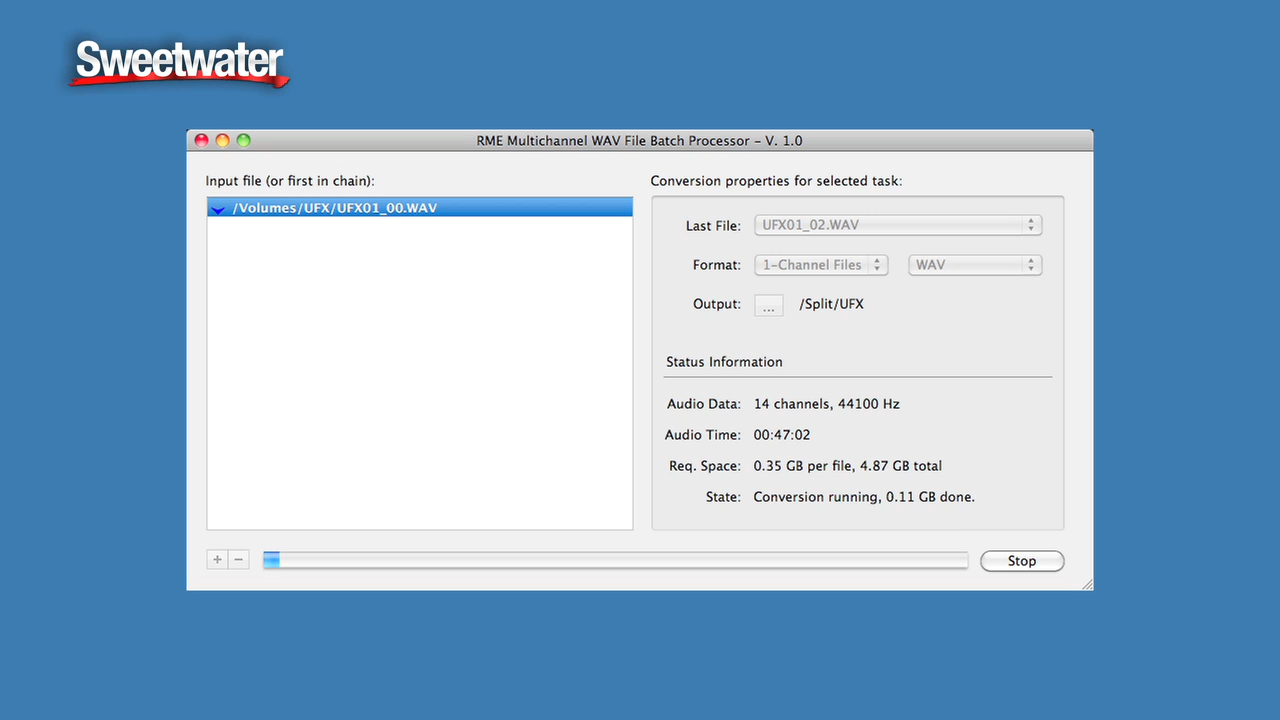 Sweetwater
RME Multichannel WAV File Batch Processor - V. 1.0
Input file (or first in chain):
/Volumes/UFX/UFX01_00.WAV
Conversion properties for selected task:
Last File: UFX01_02.WAV
Format: 1-Channel Files WAV
Output: ... /Split/UFX
Status Information
Audio Data: 14 channels, 44100 Hz
Audio Time: 00:47:02
Req. Space: 0.35 GB per file, 4.87 GB total
State: Conversion running, 0.11 GB done.
+ − Stop